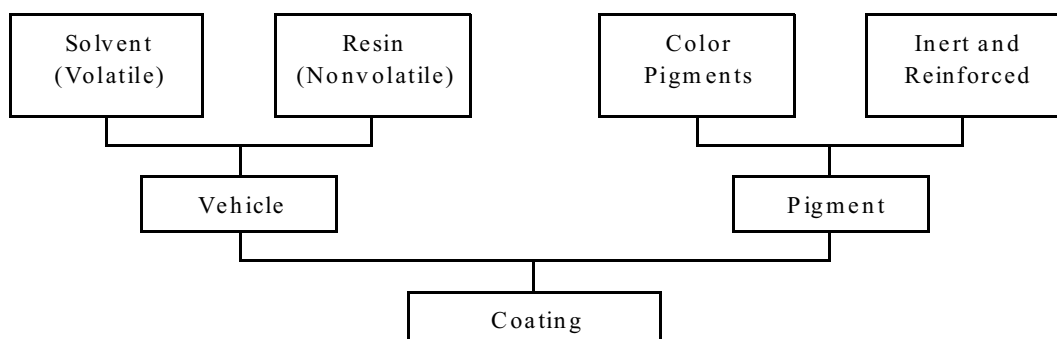 Solvent
(Volatile)
Resin
(Nonvolatile)
Color
Pigments
Inert and
Reinforced
Vehicle
Pigment
Coating